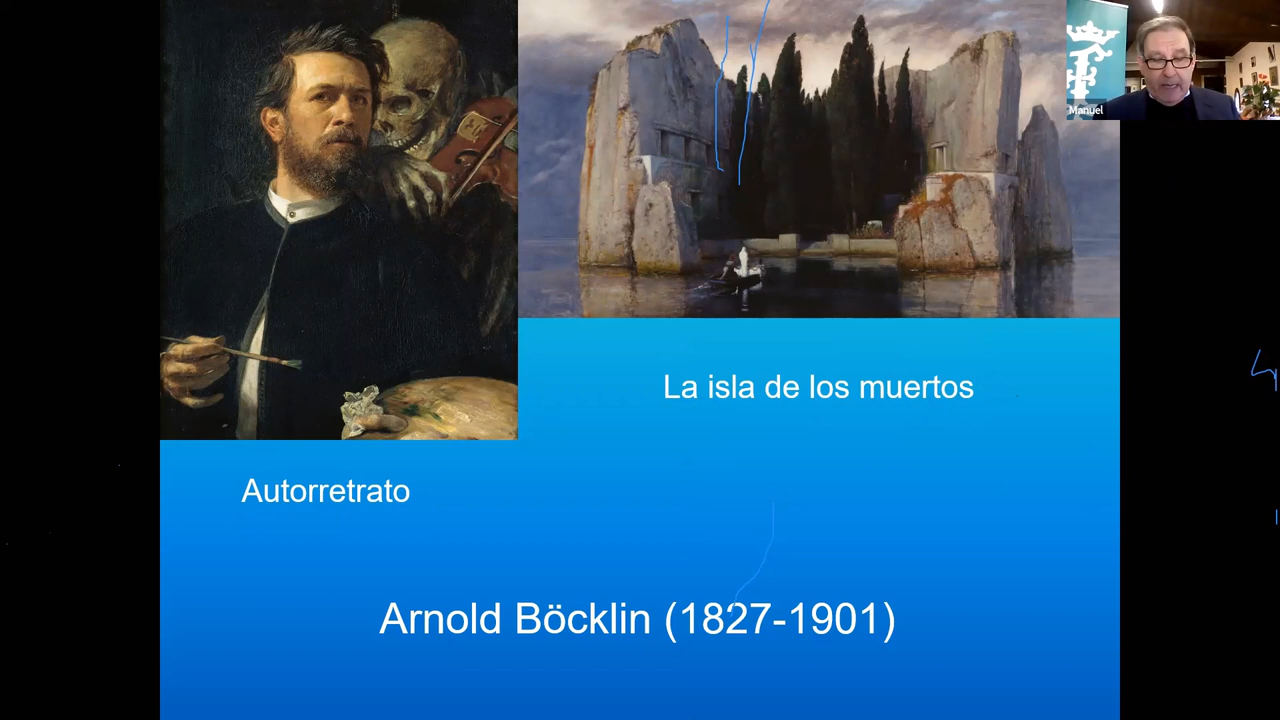 Manuel
La isla de los muertos
Autorretrato
Arnold Böcklin (1827-1901)